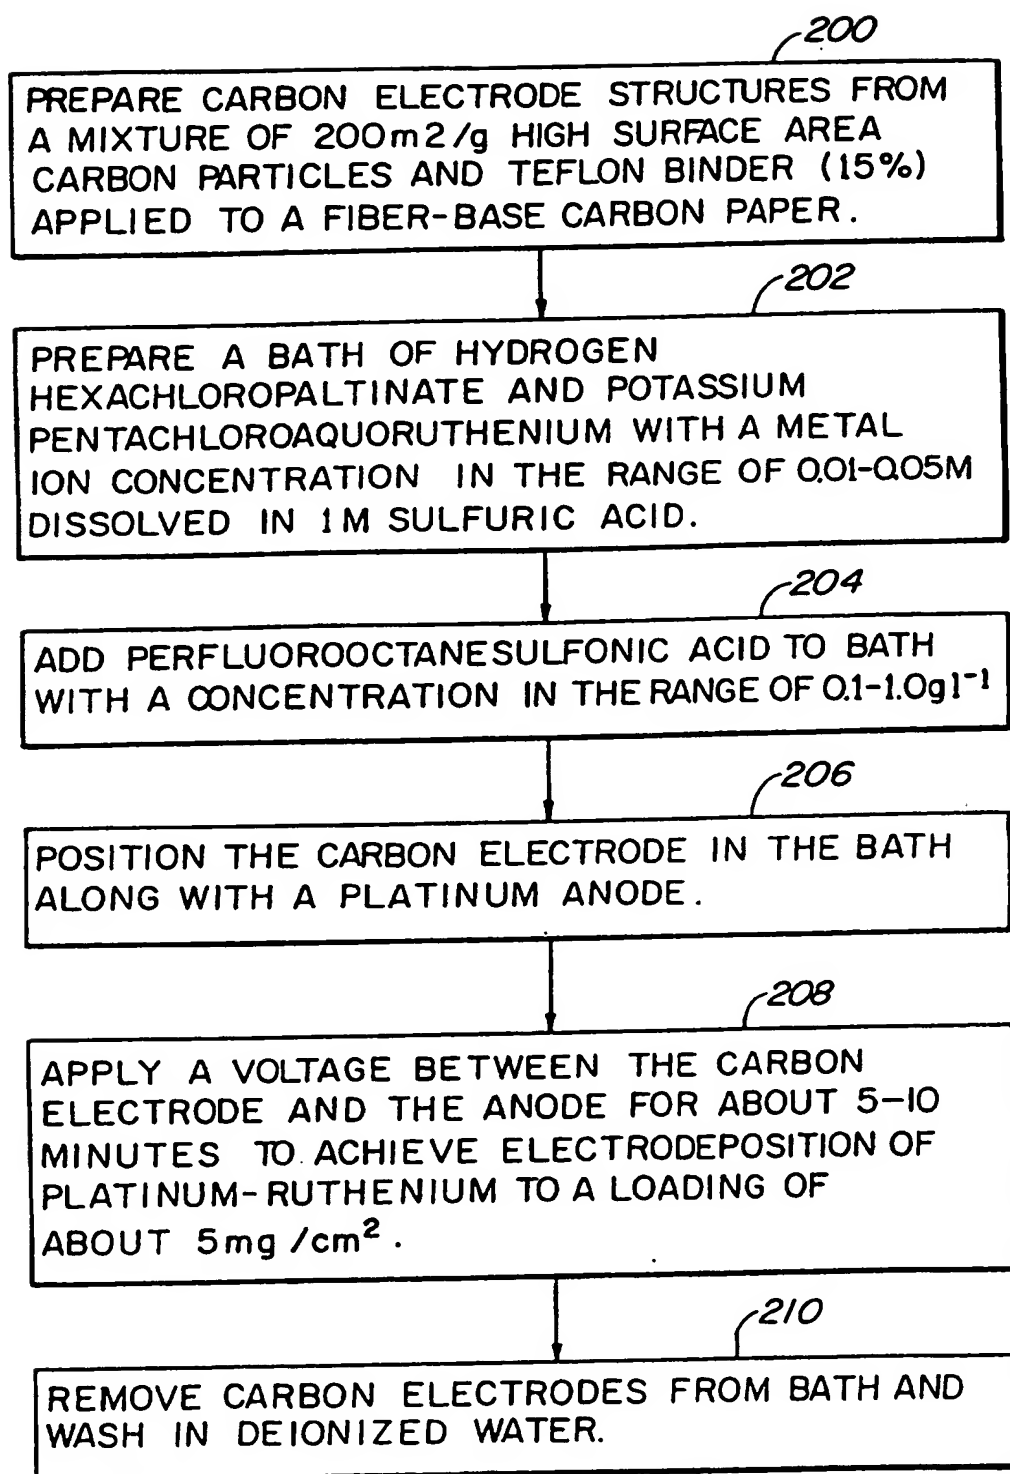 200
PREPARE CARBON ELECTRODE STRUCTURES FROM
A MIXTURE OF 200m2/g HIGH SURFACE AREA
CARBON PARTICLES AND TEFLON BINDER (15%)
APPLIED TO A FIBER-BASE CARBON PAPER.
202
PREPARE A BATH OF HYDROGEN
HEXACHLOROPALTINATE AND POTASSIUM
PENTACHLOROAQUORUTHENIUM WITH A METAL
ION CONCENTRATION IN THE RANGE OF 0.01-0.05M
DISSOLVED IN 1M SULFURIC ACID.
204
ADD PERFLUOROOCTANESULFONIC ACID TO BATH
WITH A CONCENTRATION IN THE RANGE OF 0.1-1.0gl⁻¹
206
POSITION THE CARBON ELECTRODE IN THE BATH
ALONG WITH A PLATINUM ANODE.
208
APPLY A VOLTAGE BETWEEN THE CARBON
ELECTRODE AND THE ANODE FOR ABOUT 5-10
MINUTES TO ACHIEVE ELECTRODEPOSITION OF
PLATINUM-RUTHENIUM TO A LOADING OF
ABOUT 5mg/cm².
210
REMOVE CARBON ELECTRODES FROM BATH AND
WASH IN DEIONIZED WATER.